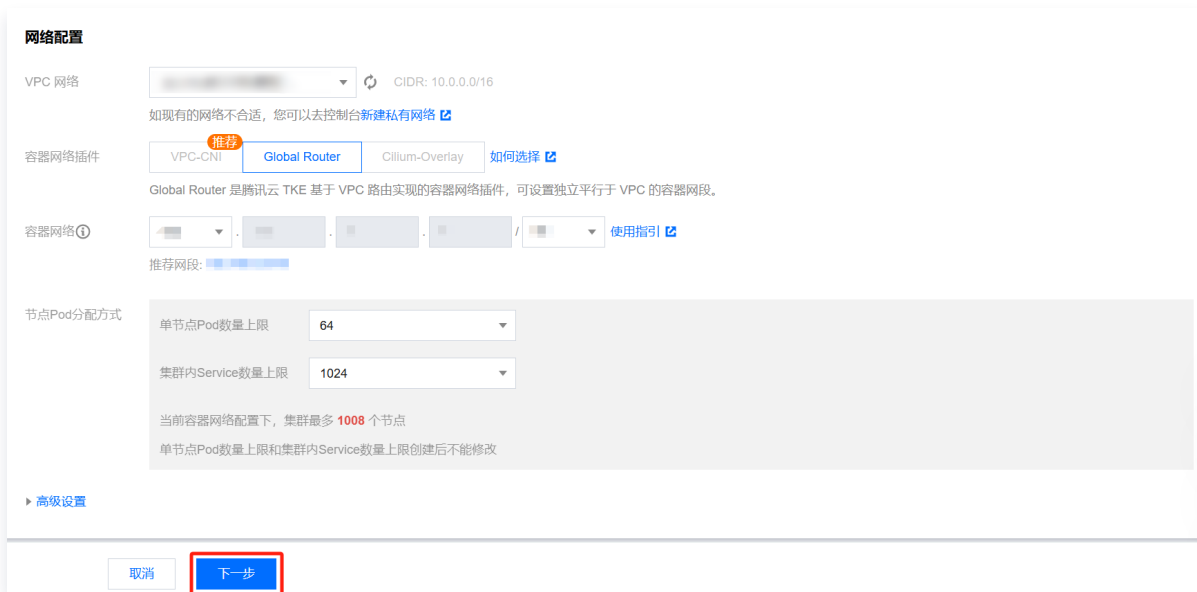 网络配置
VPC 网络 CIDR: 10.0.0.0/16
如现有的网络不合适，您可以去控制台新建私有网络
推荐
容器网络插件 VPC-CNI Global Router Cilium-Overlay 如何选择
Global Router 是腾讯云 TKE 基于 VPC 路由实现的容器网络插件，可设置独立平行于 VPC 的容器网段。
容器网络 . . . / 使用指引
推荐网段:
节点Pod分配方式
单节点Pod数量上限 64
集群内Service数量上限 1024
当前容器网络配置下，集群最多 1008 个节点
单节点Pod数量上限和集群内Service数量上限创建后不能修改
高级设置
取消 下一步